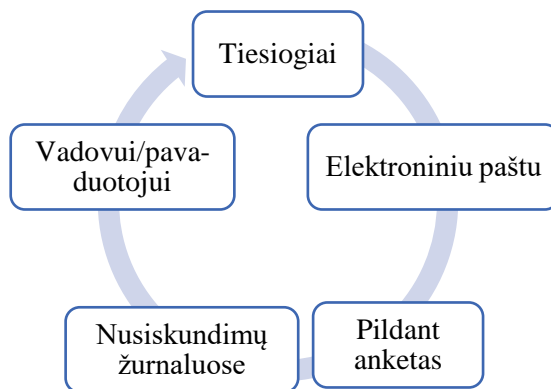 Tiesiogiai
Elektroniniu paštu
Pildant
anketas
Nusiskundimų
žurnaluose
Vadovui/pava-
duotojui